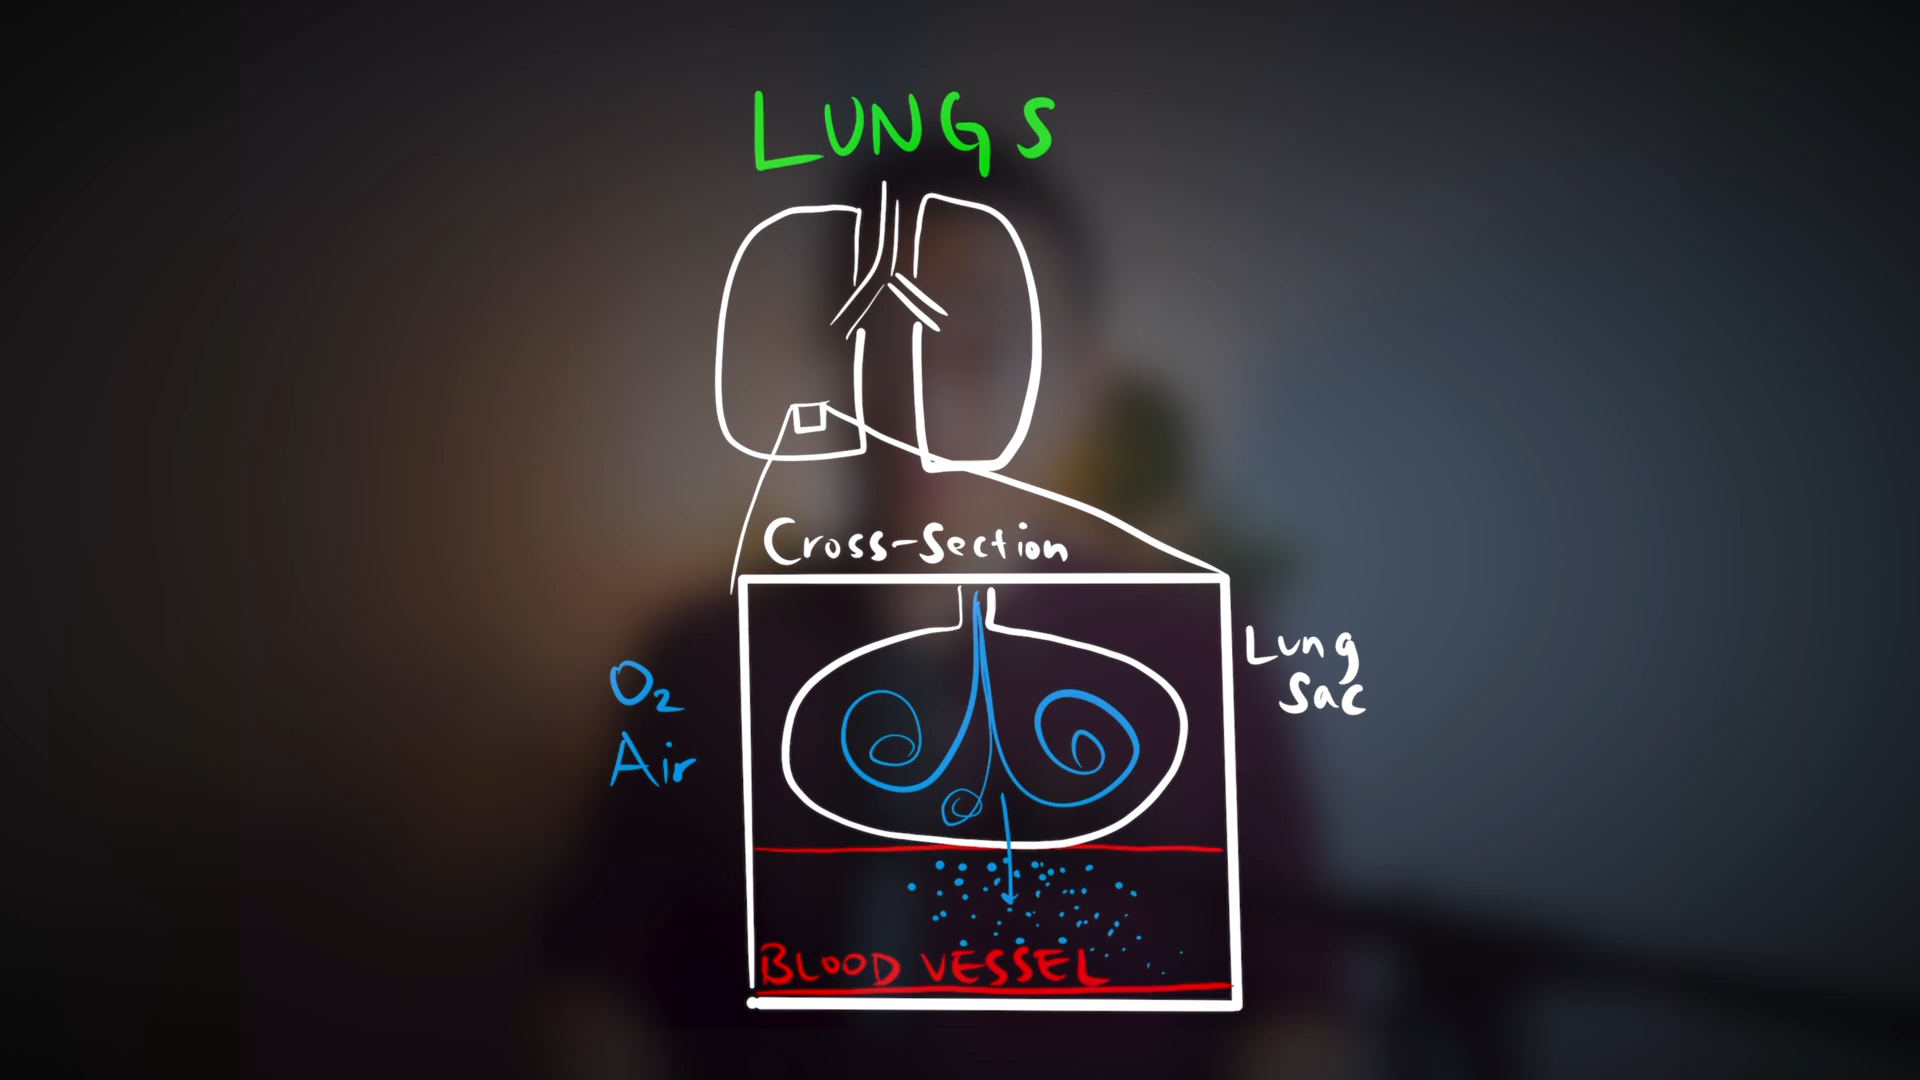 LUNGS
Cross-Section
Lung
Sac
O₂
Air
BLOOD VESSEL